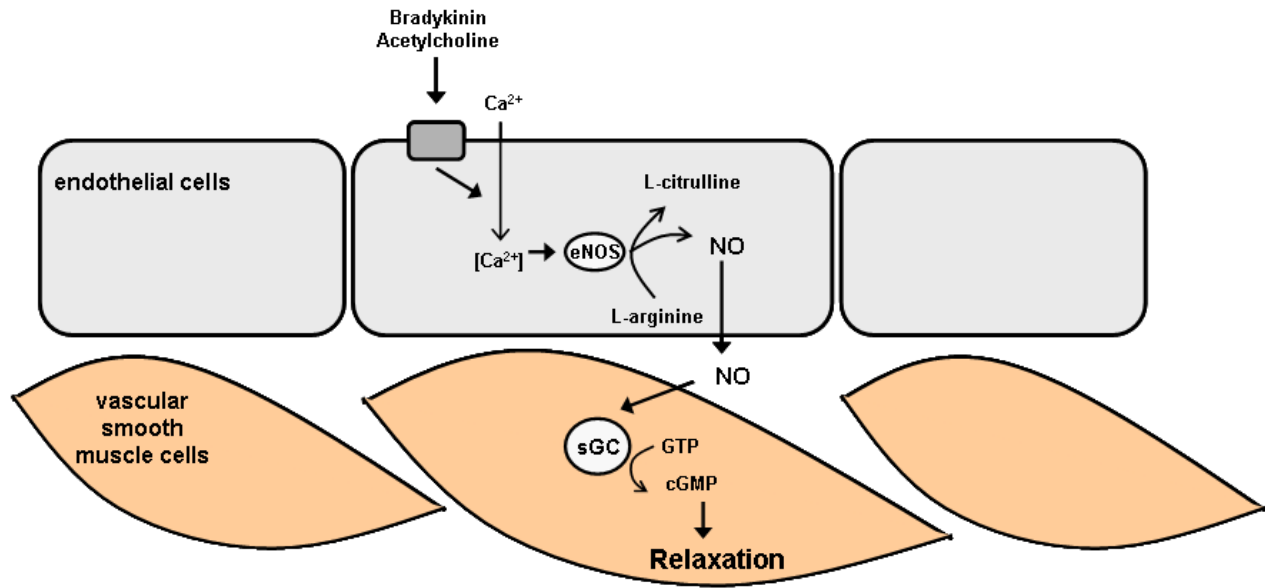 Bradykinin
Acetylcholine
Ca²⁺
endothelial cells
L-citrulline
[Ca²⁺]
eNOS
NO
L-arginine
NO
vascular
smooth
muscle cells
sGC
GTP
cGMP
Relaxation